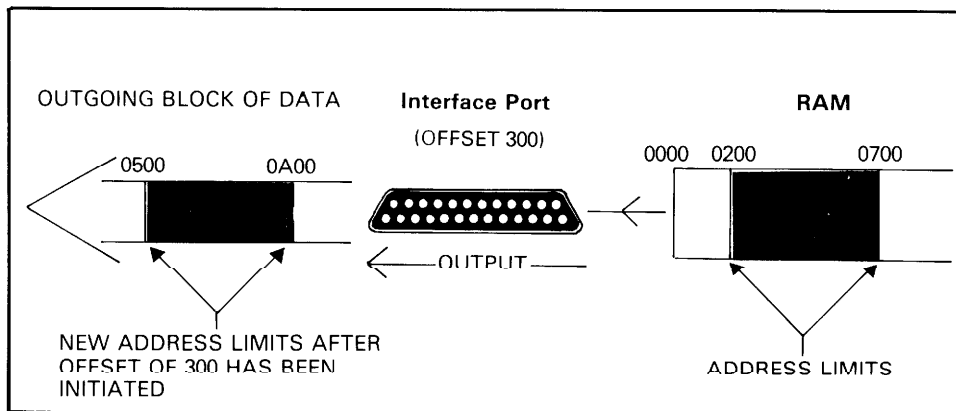 OUTGOING BLOCK OF DATA
Interface Port
RAM
(OFFSET 300)
0500
0A00
0000
0200
0700
OUTPUT
NEW ADDRESS LIMITS AFTER
OFFSET OF 300 HAS BEEN
INITIATED
ADDRESS LIMITS